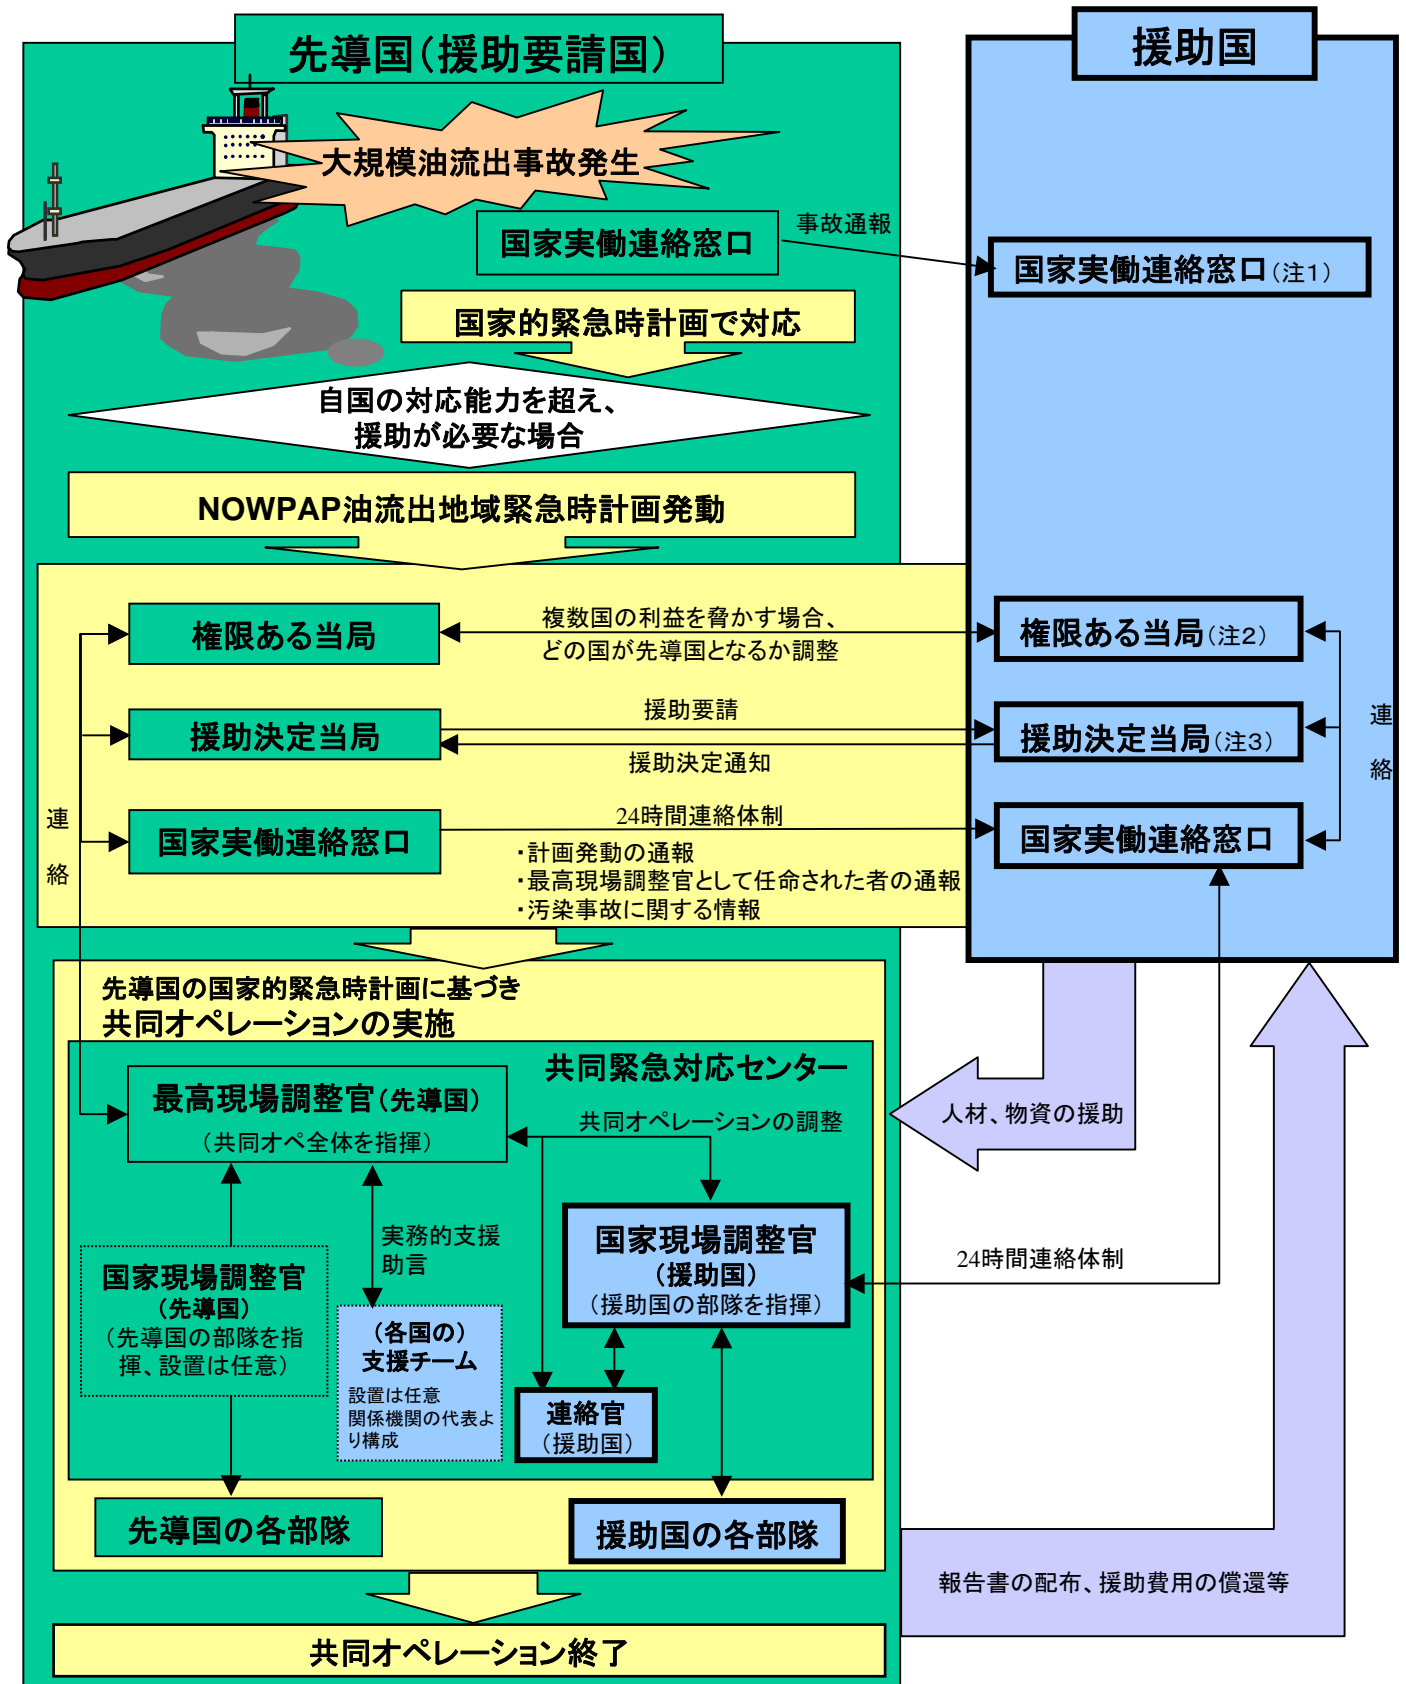 先導国（援助要請国）
援助国
大規模油流出事故発生
国家実働連絡窓口
事故通報
国家実働連絡窓口（注１）
国家的緊急時計画で対応
自国の対応能力を超え、
援助が必要な場合
NOWPAP油流出地域緊急時計画発動
権限ある当局
複数国の利益を脅かす場合、
どの国が先導国となるか調整
権限ある当局（注２）
援助決定当局
援助要請
援助決定通知
援助決定当局（注３）
連
絡
連
絡
国家実働連絡窓口
24時間連絡体制
国家実働連絡窓口
・計画発動の通報
・最高現場調整官として任命された者の通報
・汚染事故に関する情報
先導国の国家的緊急時計画に基づき
共同オペレーションの実施
共同緊急対応センター
最高現場調整官（先導国）
（共同オペ全体を指揮）
共同オペレーションの調整
人材、物資の援助
実務的支援
助言
国家現場調整官
（先導国）
（先導国の部隊を指
揮、設置は任意）
国家現場調整官
（援助国）
（援助国の部隊を指揮）
24時間連絡体制
（各国の）
支援チーム
設置は任意
関係機関の代表よ
り構成
連絡官
（援助国）
先導国の各部隊
援助国の各部隊
報告書の配布、援助費用の償還等
共同オペレーション終了